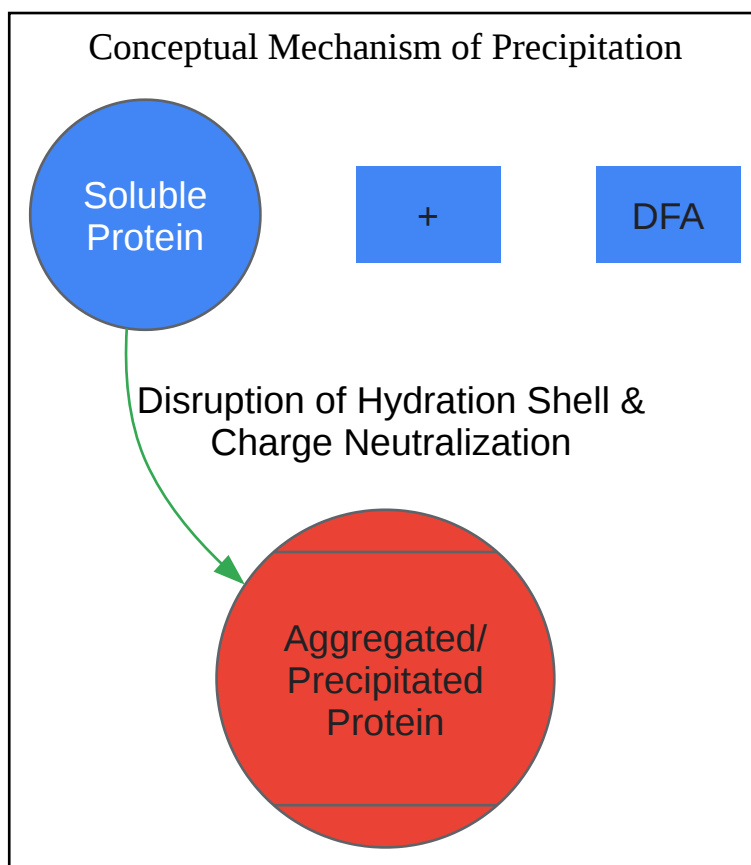 Conceptual Mechanism of Precipitation
Soluble
Protein
+
DFA
Disruption of Hydration Shell &
Charge Neutralization
Aggregated/
Precipitated
Protein